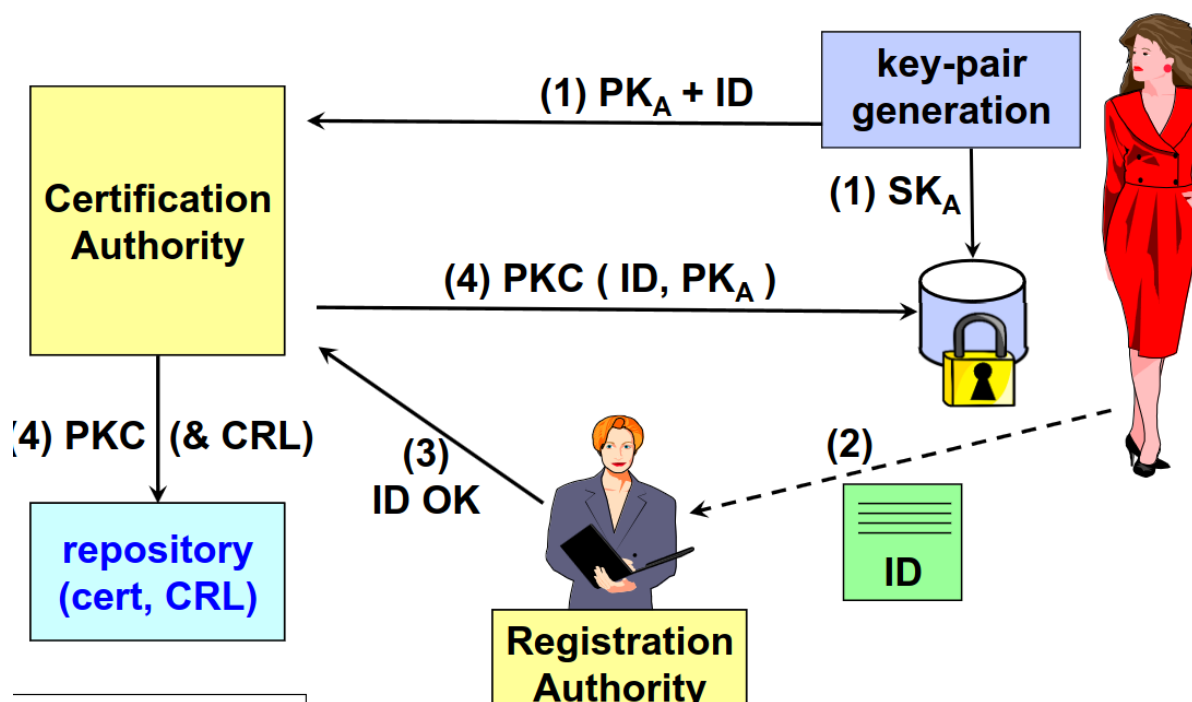 key-pair
generation
(1) PK_A + ID
Certification
Authority
(1) SK_A
(4) PKC ( ID, PK_A )
(4) PKC (& CRL)
(3)
ID OK
(2)
ID
repository
(cert, CRL)
Registration
Authority